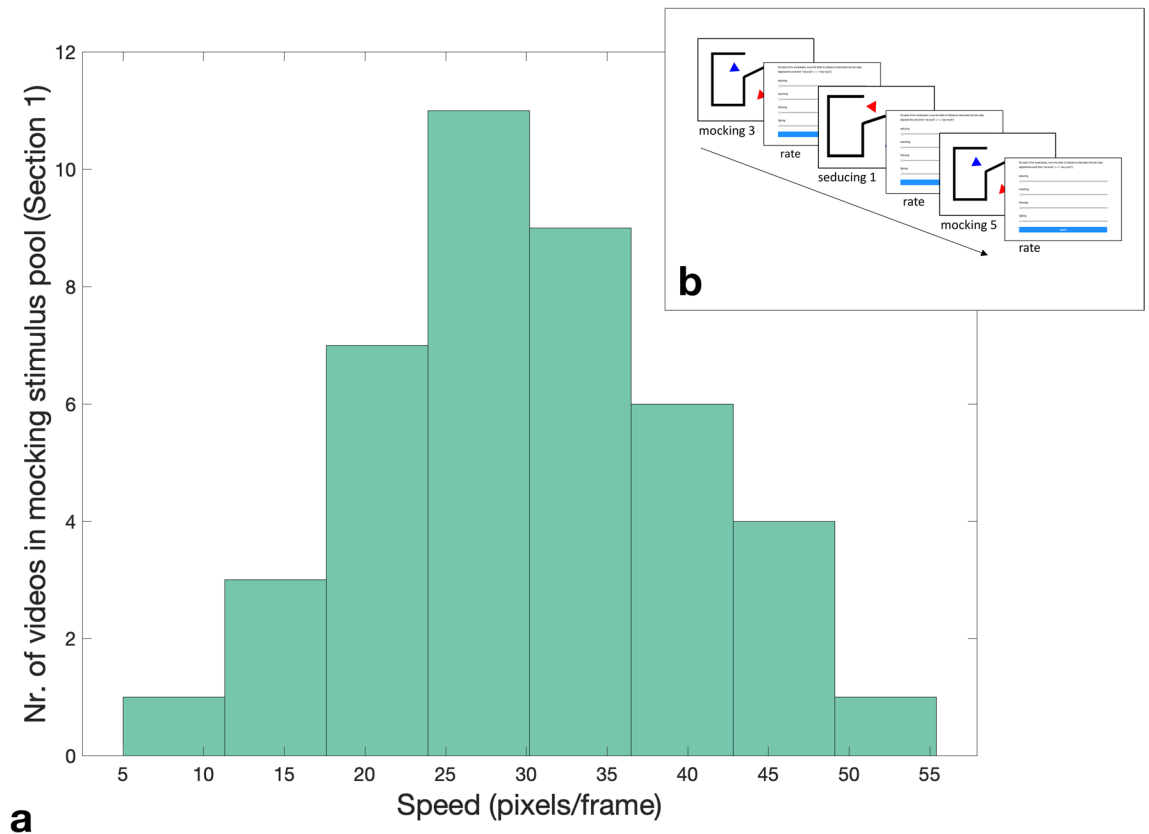 Nr. of videos in mocking stimulus pool (Section 1)
12
10
8
6
4
2
0
5 10 15 20 25 30 35 40 45 50 55
Speed (pixels/frame)
a
mocking 3
rate
seducing 1
rate
mocking 5
rate
b